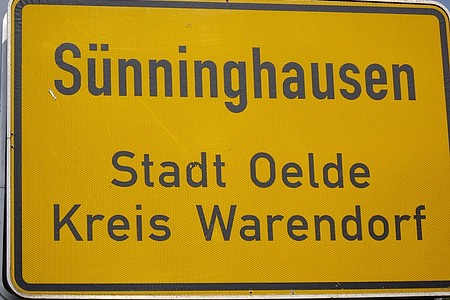 Sünninghausen
Stadt Oelde
Kreis Warendorf